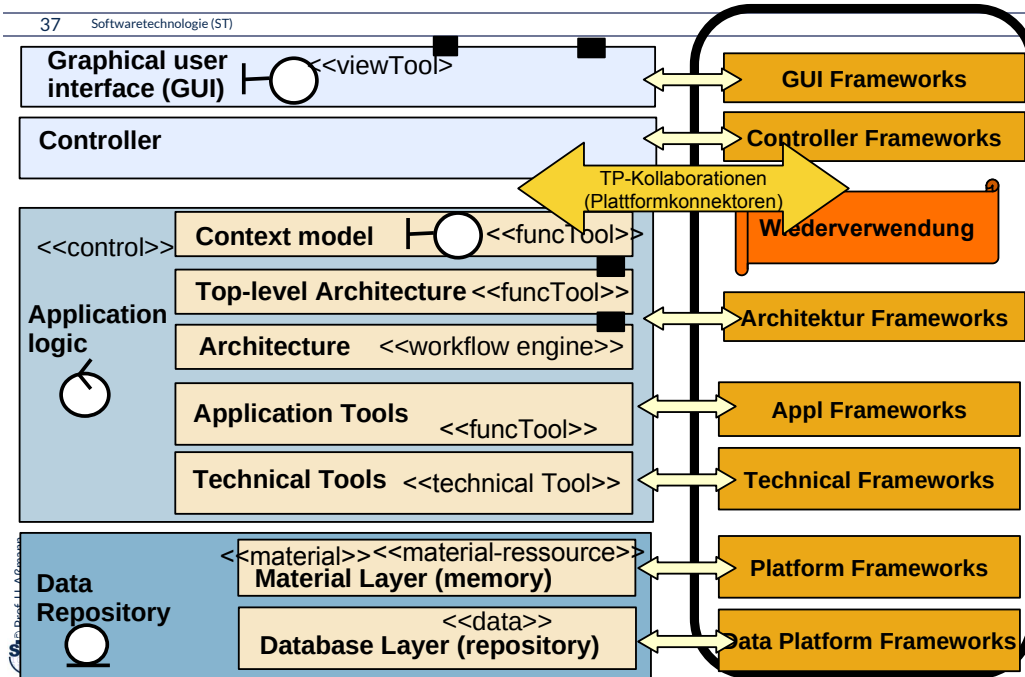 37 Softwaretechnologie (ST)
Graphical user
interface (GUI)
<<viewTool>
GUI Frameworks
Controller
Controller Frameworks
TP-Kollaborationen
(Plattformkonnektoren)
Wiederverwendung
<<control>>
Context model
<<funcTool>>
Top-level Architecture <<funcTool>>
Application
logic
Architecture <<workflow engine>>
Architektur Frameworks
Application Tools
<<funcTool>>
Appl Frameworks
Technical Tools <<technical Tool>>
Technical Frameworks
<<material>> <<material-ressource>>
Material Layer (memory)
Platform Frameworks
Data
Repository
<<data>>
Database Layer (repository)
Data Platform Frameworks
© Prof. U. Aßmann